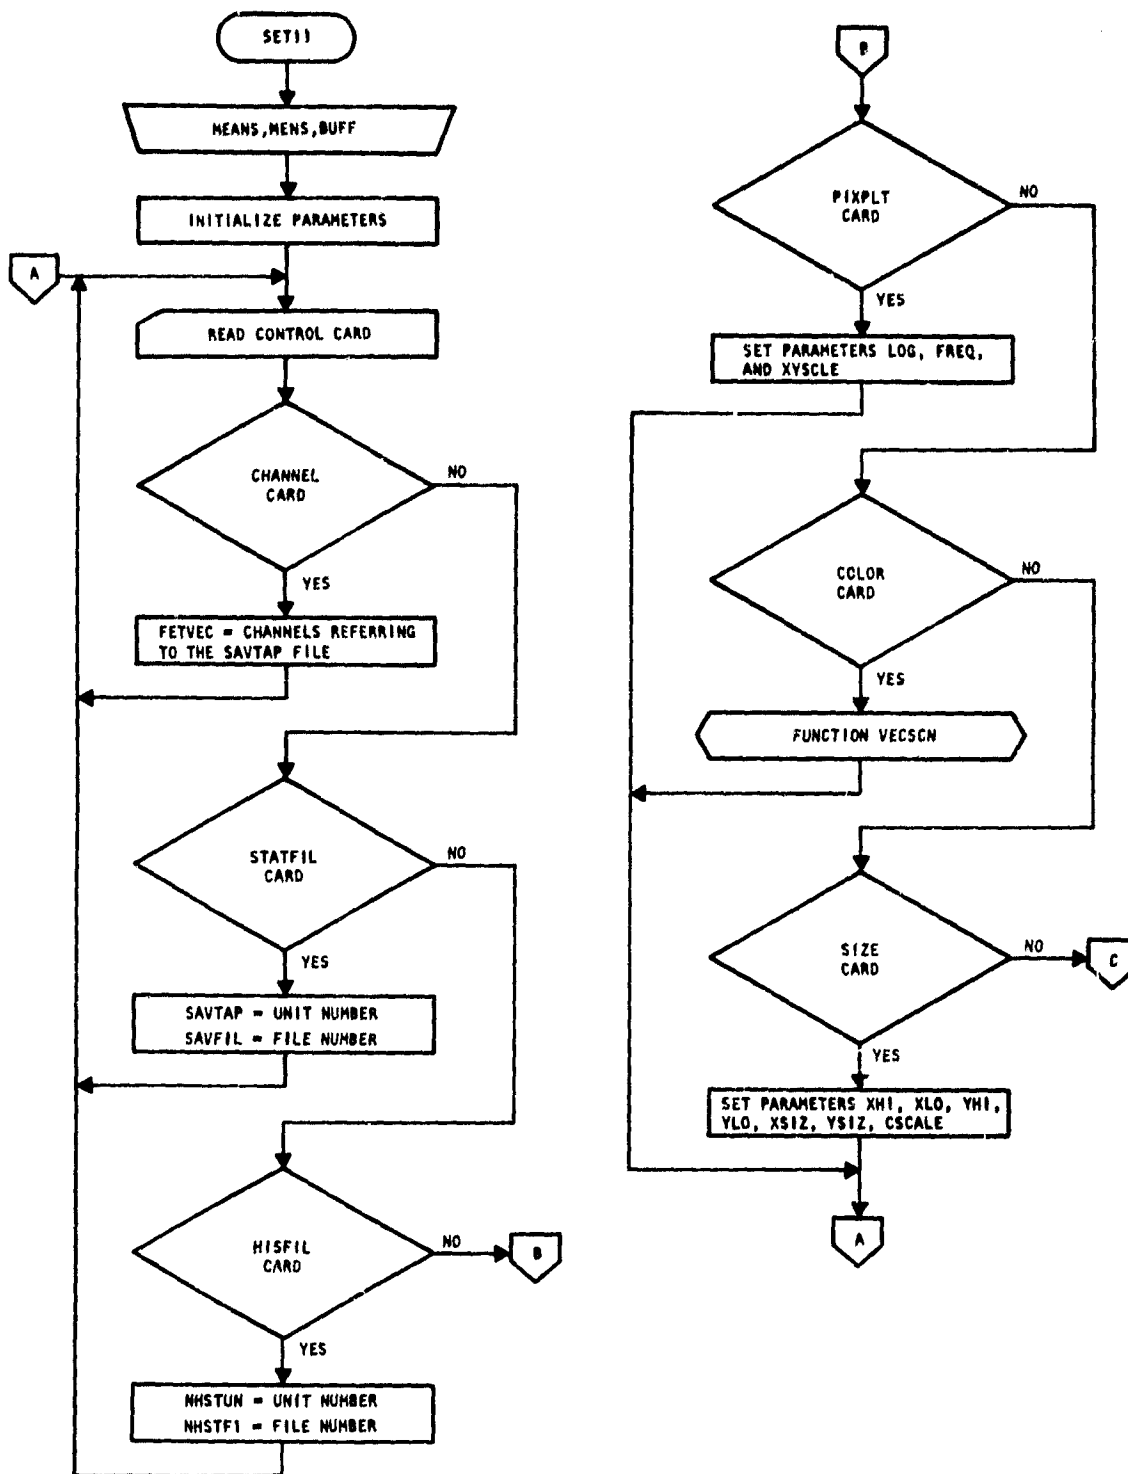 SET11
MEANS,MENS,BUFF
INITIALIZE PARAMETERS
A
READ CONTROL CARD
CHANNEL
CARD
NO
YES
FETVEC = CHANNELS REFERRING
TO THE SAVTAP FILE
STATFIL
CARD
NO
YES
SAVTAP = UNIT NUMBER
SAVFIL = FILE NUMBER
HISFIL
CARD
NO
B
YES
NHSTUN = UNIT NUMBER
NHSTFI = FILE NUMBER
B
PIXPLT
CARD
NO
YES
SET PARAMETERS LOG, FREQ,
AND XYSCLE
COLOR
CARD
NO
YES
FUNCTION VECSCN
SIZE
CARD
NO
C
YES
SET PARAMETERS XHI, XLO, YHI,
YLO, XSIZ, YSIZ, CSCALE
A